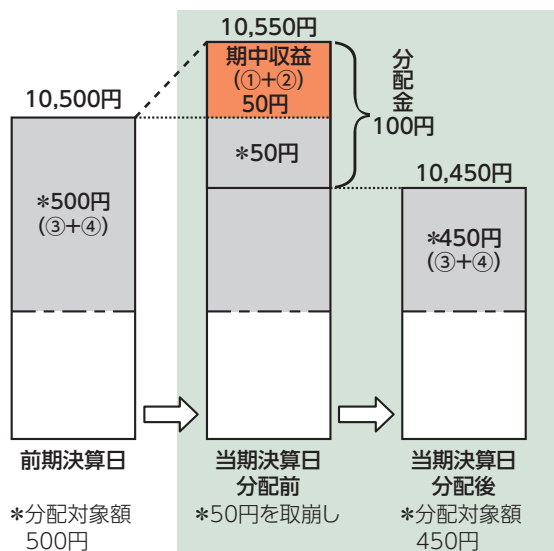 10,500円
*500円
(③+④)
前期決算日
*分配対象額
500円
10,550円
期中収益
(①+②)
50円
*50円
分配金
100円
当期決算日
分配前
*50円を取崩し
10,450円
*450円
(③+④)
当期決算日
分配後
*分配対象額
450円